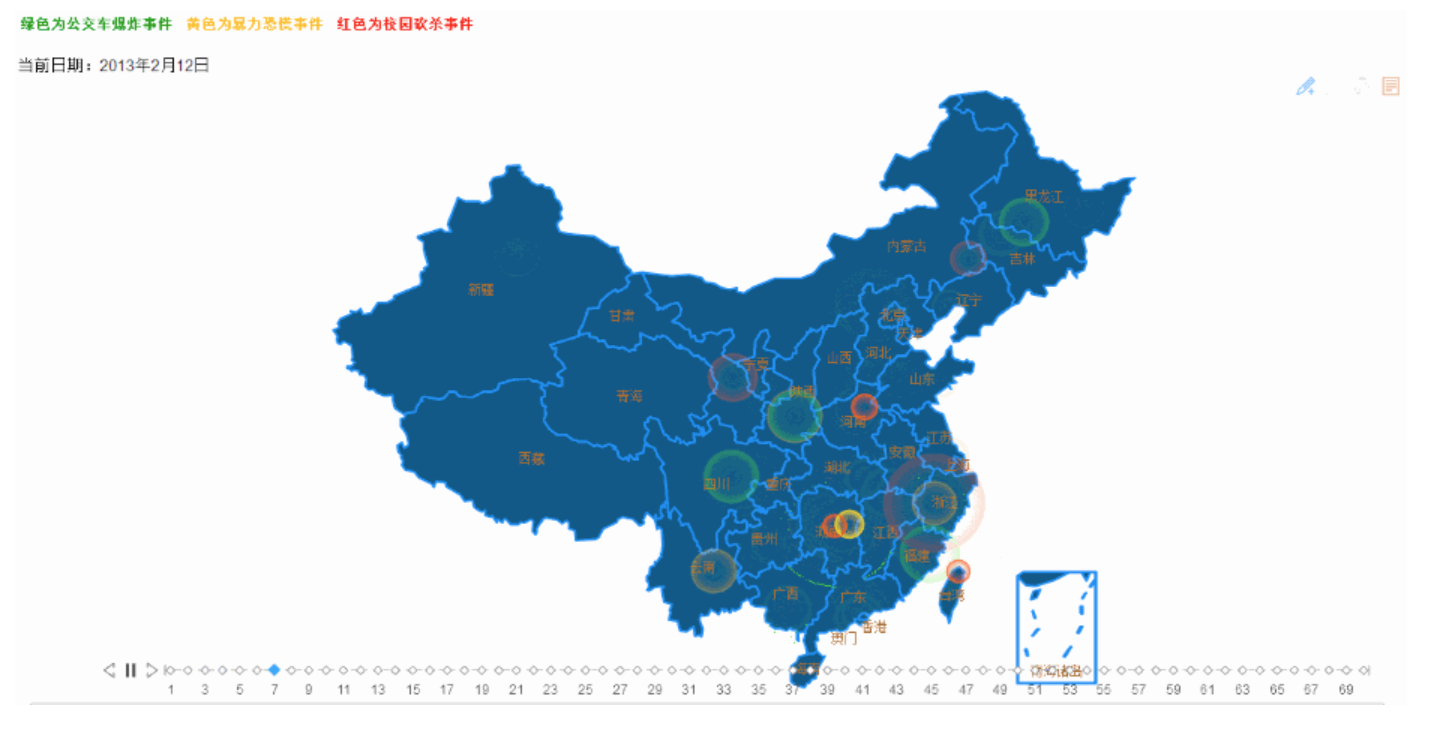 绿色为公交车爆炸事件 黄色为暴力恐慌事件 红色为校园砍杀事件
当前日期：2013年2月12日
黑龙江
内蒙古
吉林
新疆
辽宁
甘肃
北京
天津
山西
河北
宁夏
山东
陕西
青海
河南
江苏
安徽
西藏
湖北
上海
四川
重庆
浙江
湖南
江西
贵州
福建
云南
广西
广东
台湾
香港
澳门
海南
南海诸岛
1 3 5 7 9 11 13 15 17 19 21 23 25 27 29 31 33 35 37 39 41 43 45 47 49 51 53 55 57 59 61 63 65 67 69